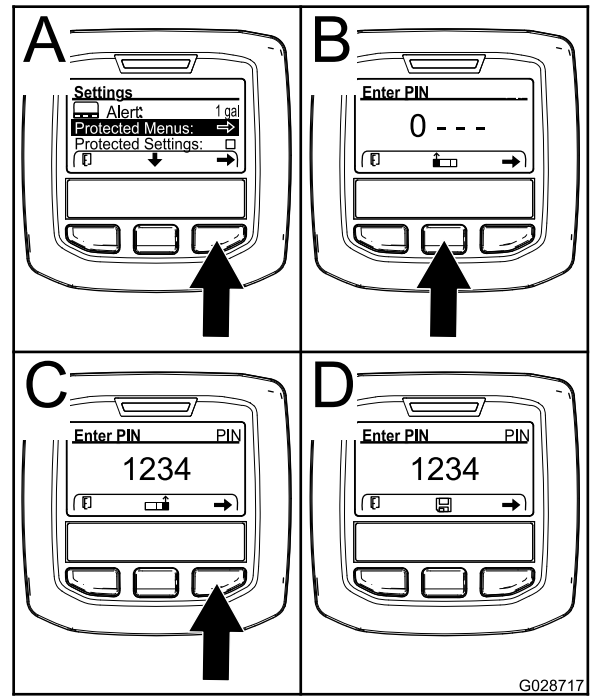 A
Settings
Alert: 1 gal
Protected Menus:
Protected Settings:
B
Enter PIN
0 - - -
C
Enter PIN PIN
1234
D
Enter PIN PIN
1234
G028717